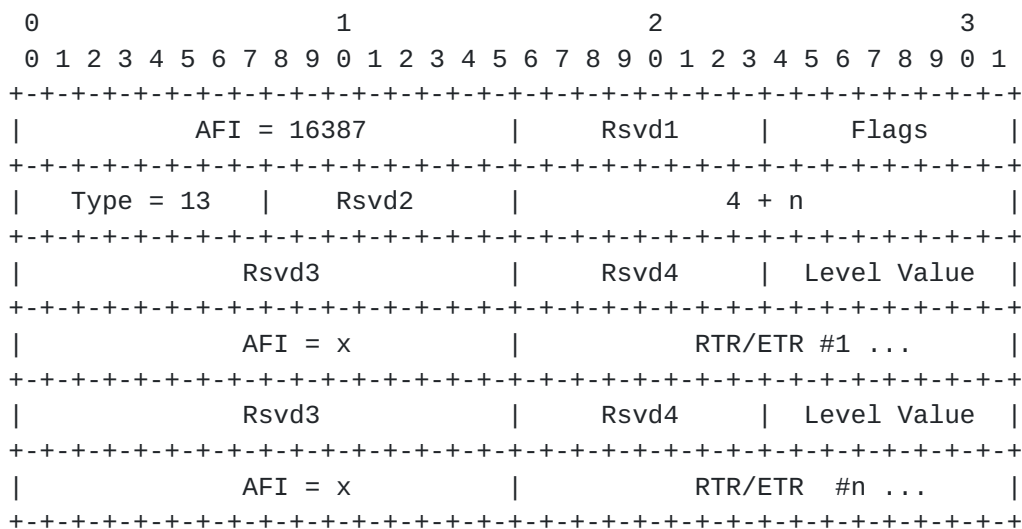 0                   1                   2                   3
 0 1 2 3 4 5 6 7 8 9 0 1 2 3 4 5 6 7 8 9 0 1 2 3 4 5 6 7 8 9 0 1
+-+-+-+-+-+-+-+-+-+-+-+-+-+-+-+-+-+-+-+-+-+-+-+-+-+-+-+-+-+-+-+-+
|           AFI = 16387         |     Rsvd1     |     Flags     |
+-+-+-+-+-+-+-+-+-+-+-+-+-+-+-+-+-+-+-+-+-+-+-+-+-+-+-+-+-+-+-+-+
|   Type = 13   |    Rsvd2      |             4 + n             |
+-+-+-+-+-+-+-+-+-+-+-+-+-+-+-+-+-+-+-+-+-+-+-+-+-+-+-+-+-+-+-+-+
|              Rsvd3            |     Rsvd4     |  Level Value  |
+-+-+-+-+-+-+-+-+-+-+-+-+-+-+-+-+-+-+-+-+-+-+-+-+-+-+-+-+-+-+-+-+
|              AFI = x          |           RTR/ETR #1 ...      |
+-+-+-+-+-+-+-+-+-+-+-+-+-+-+-+-+-+-+-+-+-+-+-+-+-+-+-+-+-+-+-+-+
|              Rsvd3            |     Rsvd4     |  Level Value  |
+-+-+-+-+-+-+-+-+-+-+-+-+-+-+-+-+-+-+-+-+-+-+-+-+-+-+-+-+-+-+-+-+
|              AFI = x          |           RTR/ETR  #n ...     |
+-+-+-+-+-+-+-+-+-+-+-+-+-+-+-+-+-+-+-+-+-+-+-+-+-+-+-+-+-+-+-+-+